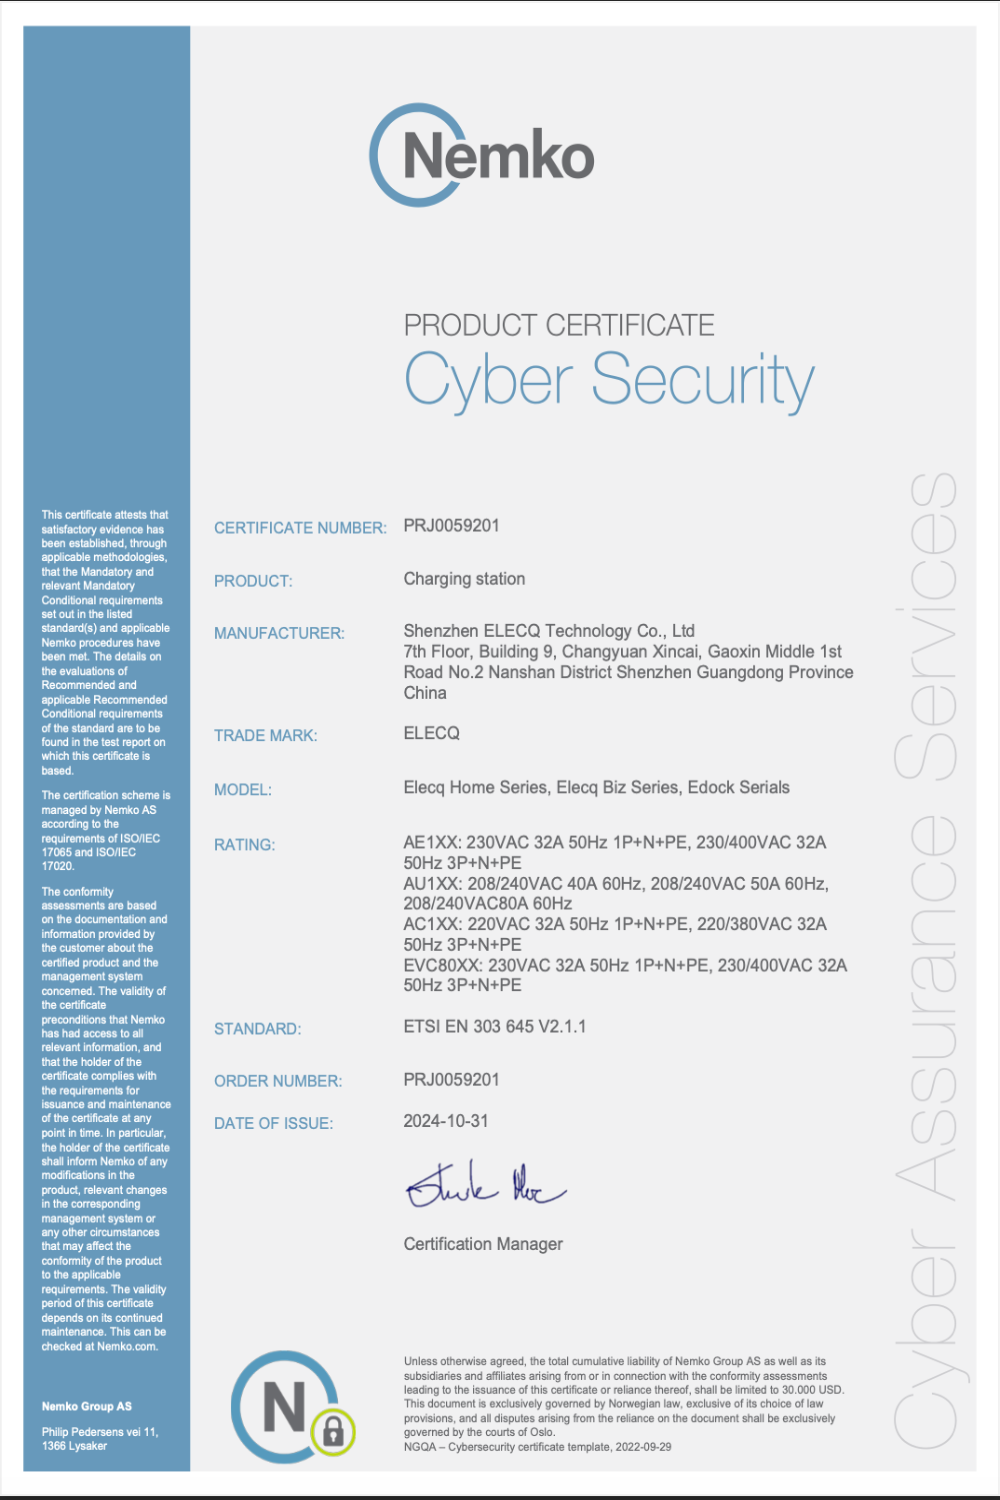 Nemko
PRODUCT CERTIFICATE
Cyber Security
This certificate attests that
satisfactory evidence has
been established, through
applicable methodologies,
that the Mandatory and
relevant Mandatory
Conditional requirements
set out in the listed
standard(s) and applicable
Nemko procedures have
been met. The details on
the evaluations of
Recommended and
applicable Recommended
Conditional requirements
of the standard are to be
found in the test report on
which this certificate is
based.
The certification scheme is
managed by Nemko AS
according to the
requirements of ISO/IEC
17065 and ISO/IEC
17020.
The conformity
assessments are based
on the documentation and
information provided by
the customer about the
certified product and the
management system
concerned. The validity of
the certificate
preconditions that Nemko
has had access to all
relevant information, and
that the holder of the
certificate complies with
the requirements for
issuance and maintenance
of the certificate at any
point in time. In particular,
the holder of the certificate
shall inform Nemko of any
modifications in the
product, relevant changes
in the corresponding
management system or
any other circumstances
that may affect the
conformity of the product
to the applicable
requirements. The validity
period of this certificate
depends on its continued
maintenance. This can be
checked at Nemko.com.
Nemko Group AS
Philip Pedersens vei 11,
1366 Lysaker
CERTIFICATE NUMBER: PRJ0059201
PRODUCT: Charging station
MANUFACTURER: Shenzhen ELECQ Technology Co., Ltd
7th Floor, Building 9, Changyuan Xincai, Gaoxin Middle 1st
Road No.2 Nanshan District Shenzhen Guangdong Province
China
TRADE MARK: ELECQ
MODEL: Elecq Home Series, Elecq Biz Series, Edock Serials
RATING: AE1XX: 230VAC 32A 50Hz 1P+N+PE, 230/400VAC 32A
50Hz 3P+N+PE
AU1XX: 208/240VAC 40A 60Hz, 208/240VAC 50A 60Hz,
208/240VAC80A 60Hz
AC1XX: 220VAC 32A 50Hz 1P+N+PE, 220/380VAC 32A
50Hz 3P+N+PE
EVC80XX: 230VAC 32A 50Hz 1P+N+PE, 230/400VAC 32A
50Hz 3P+N+PE
STANDARD: ETSI EN 303 645 V2.1.1
ORDER NUMBER: PRJ0059201
DATE OF ISSUE: 2024-10-31
Certification Manager
N
Unless otherwise agreed, the total cumulative liability of Nemko Group AS as well as its
subsidiaries and affiliates arising from or in connection with the conformity assessments
leading to the issuance of this certificate or reliance thereof, shall be limited to 30.000 USD.
This document is exclusively governed by Norwegian law, exclusive of its choice of law
provisions, and all disputes arising from the reliance on the document shall be exclusively
governed by the courts of Oslo.
NGQA – Cybersecurity certificate template, 2022-09-29
Cyber Assurance Services